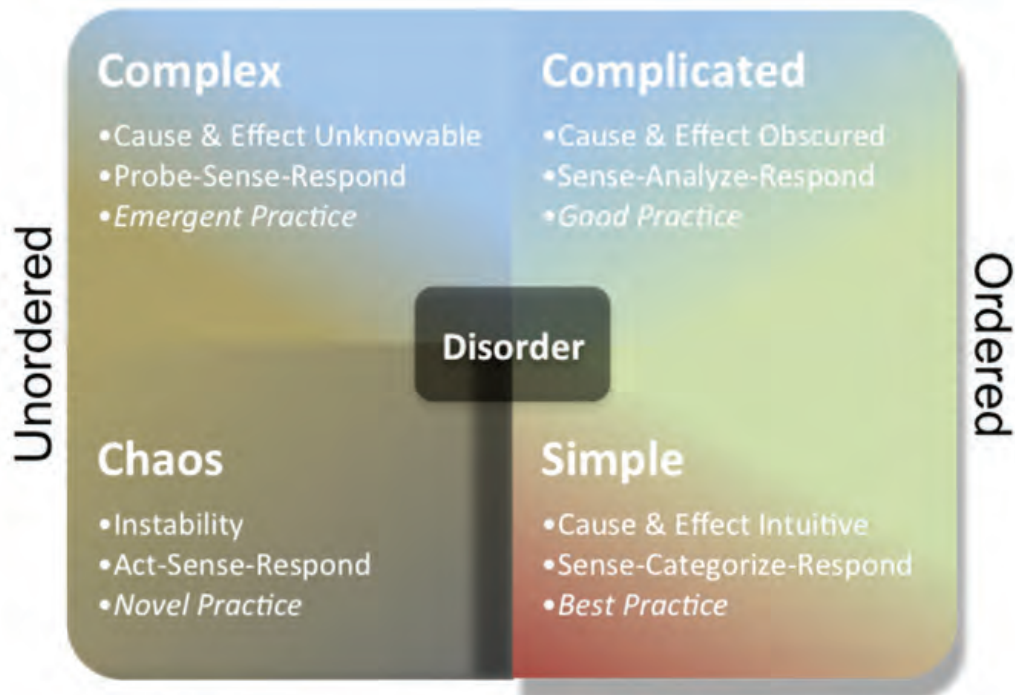 Complex
•Cause & Effect Unknowable
•Probe-Sense-Respond
•Emergent Practice
Complicated
•Cause & Effect Obscured
•Sense-Analyze-Respond
•Good Practice
Unordered
Disorder
Ordered
Chaos
•Instability
•Act-Sense-Respond
•Novel Practice
Simple
•Cause & Effect Intuitive
•Sense-Categorize-Respond
•Best Practice